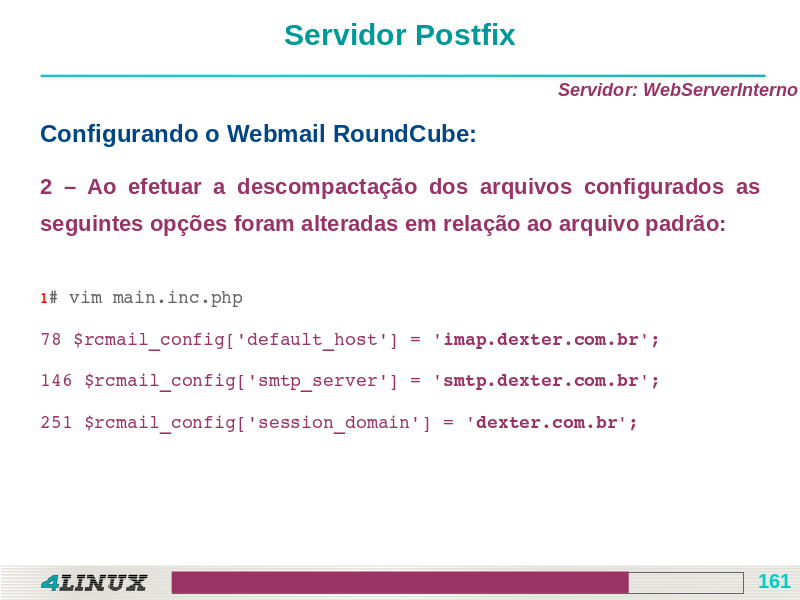 Servidor Postfix
Servidor: WebServerInterno
Configurando o Webmail RoundCube:
2 – Ao efetuar a descompactação dos arquivos configurados as
seguintes opções foram alteradas em relação ao arquivo padrão:
1# vim main.inc.php
78 $rcmail_config['default_host'] = 'imap.dexter.com.br';
146 $rcmail_config['smtp_server'] = 'smtp.dexter.com.br';
251 $rcmail_config['session_domain'] = 'dexter.com.br';
4LINUX
161